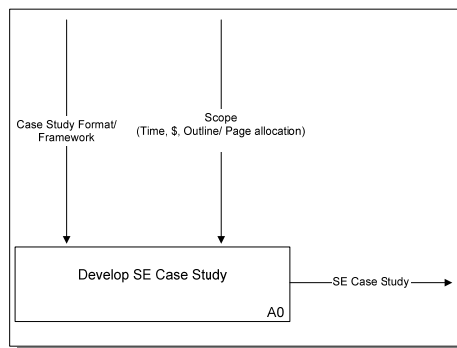 Case Study Format/
Framework
Scope
(Time, $, Outline/ Page allocation)
Develop SE Case Study
A0
SE Case Study